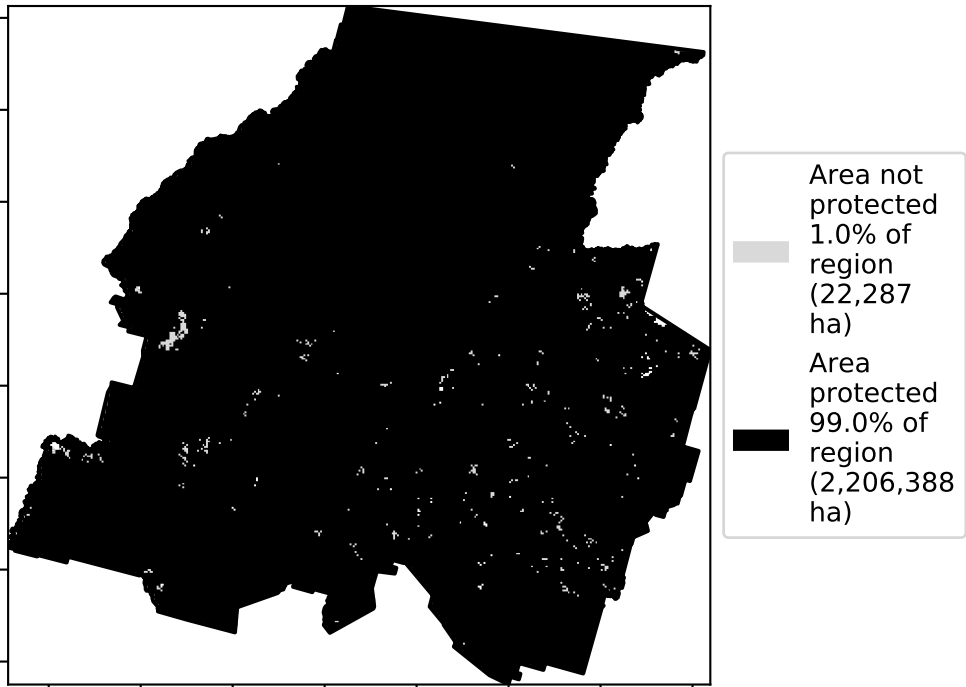 Area not
protected
1.0% of
region
(22,287
ha)
Area
protected
99.0% of
region
(2,206,388
ha)